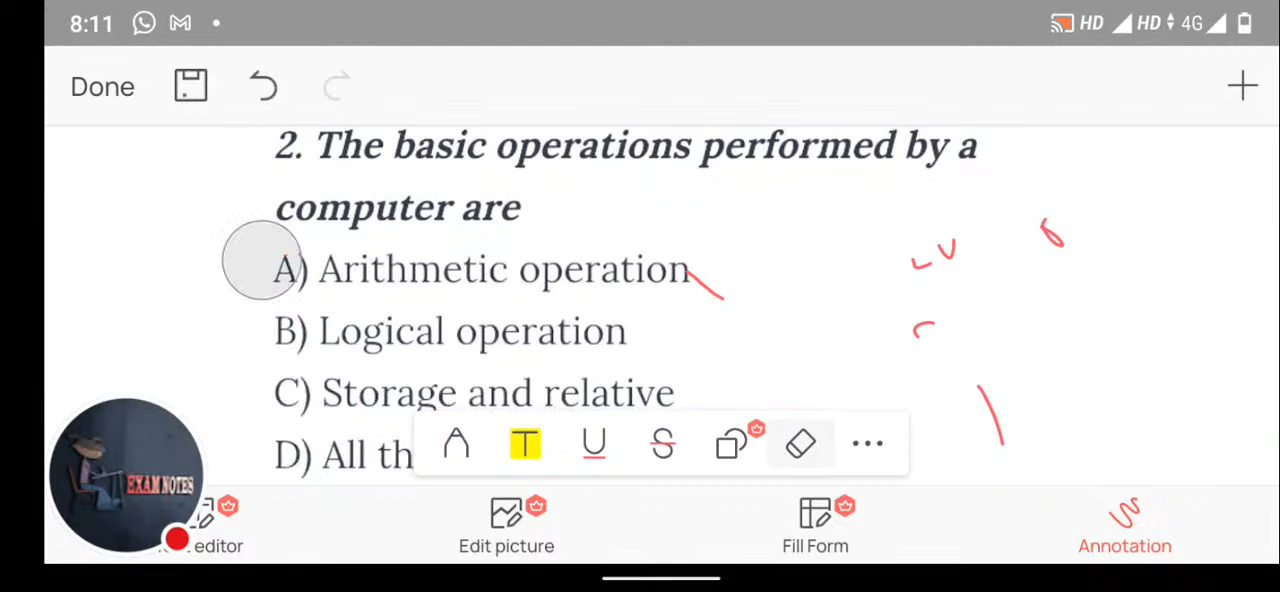 8:11 HD HD 4G
Done
2. The basic operations performed by a
computer are
A) Arithmetic operation
B) Logical operation
C) Storage and relative
D) All th
T U S
EXAM NOTES
editor Edit picture Fill Form Annotation